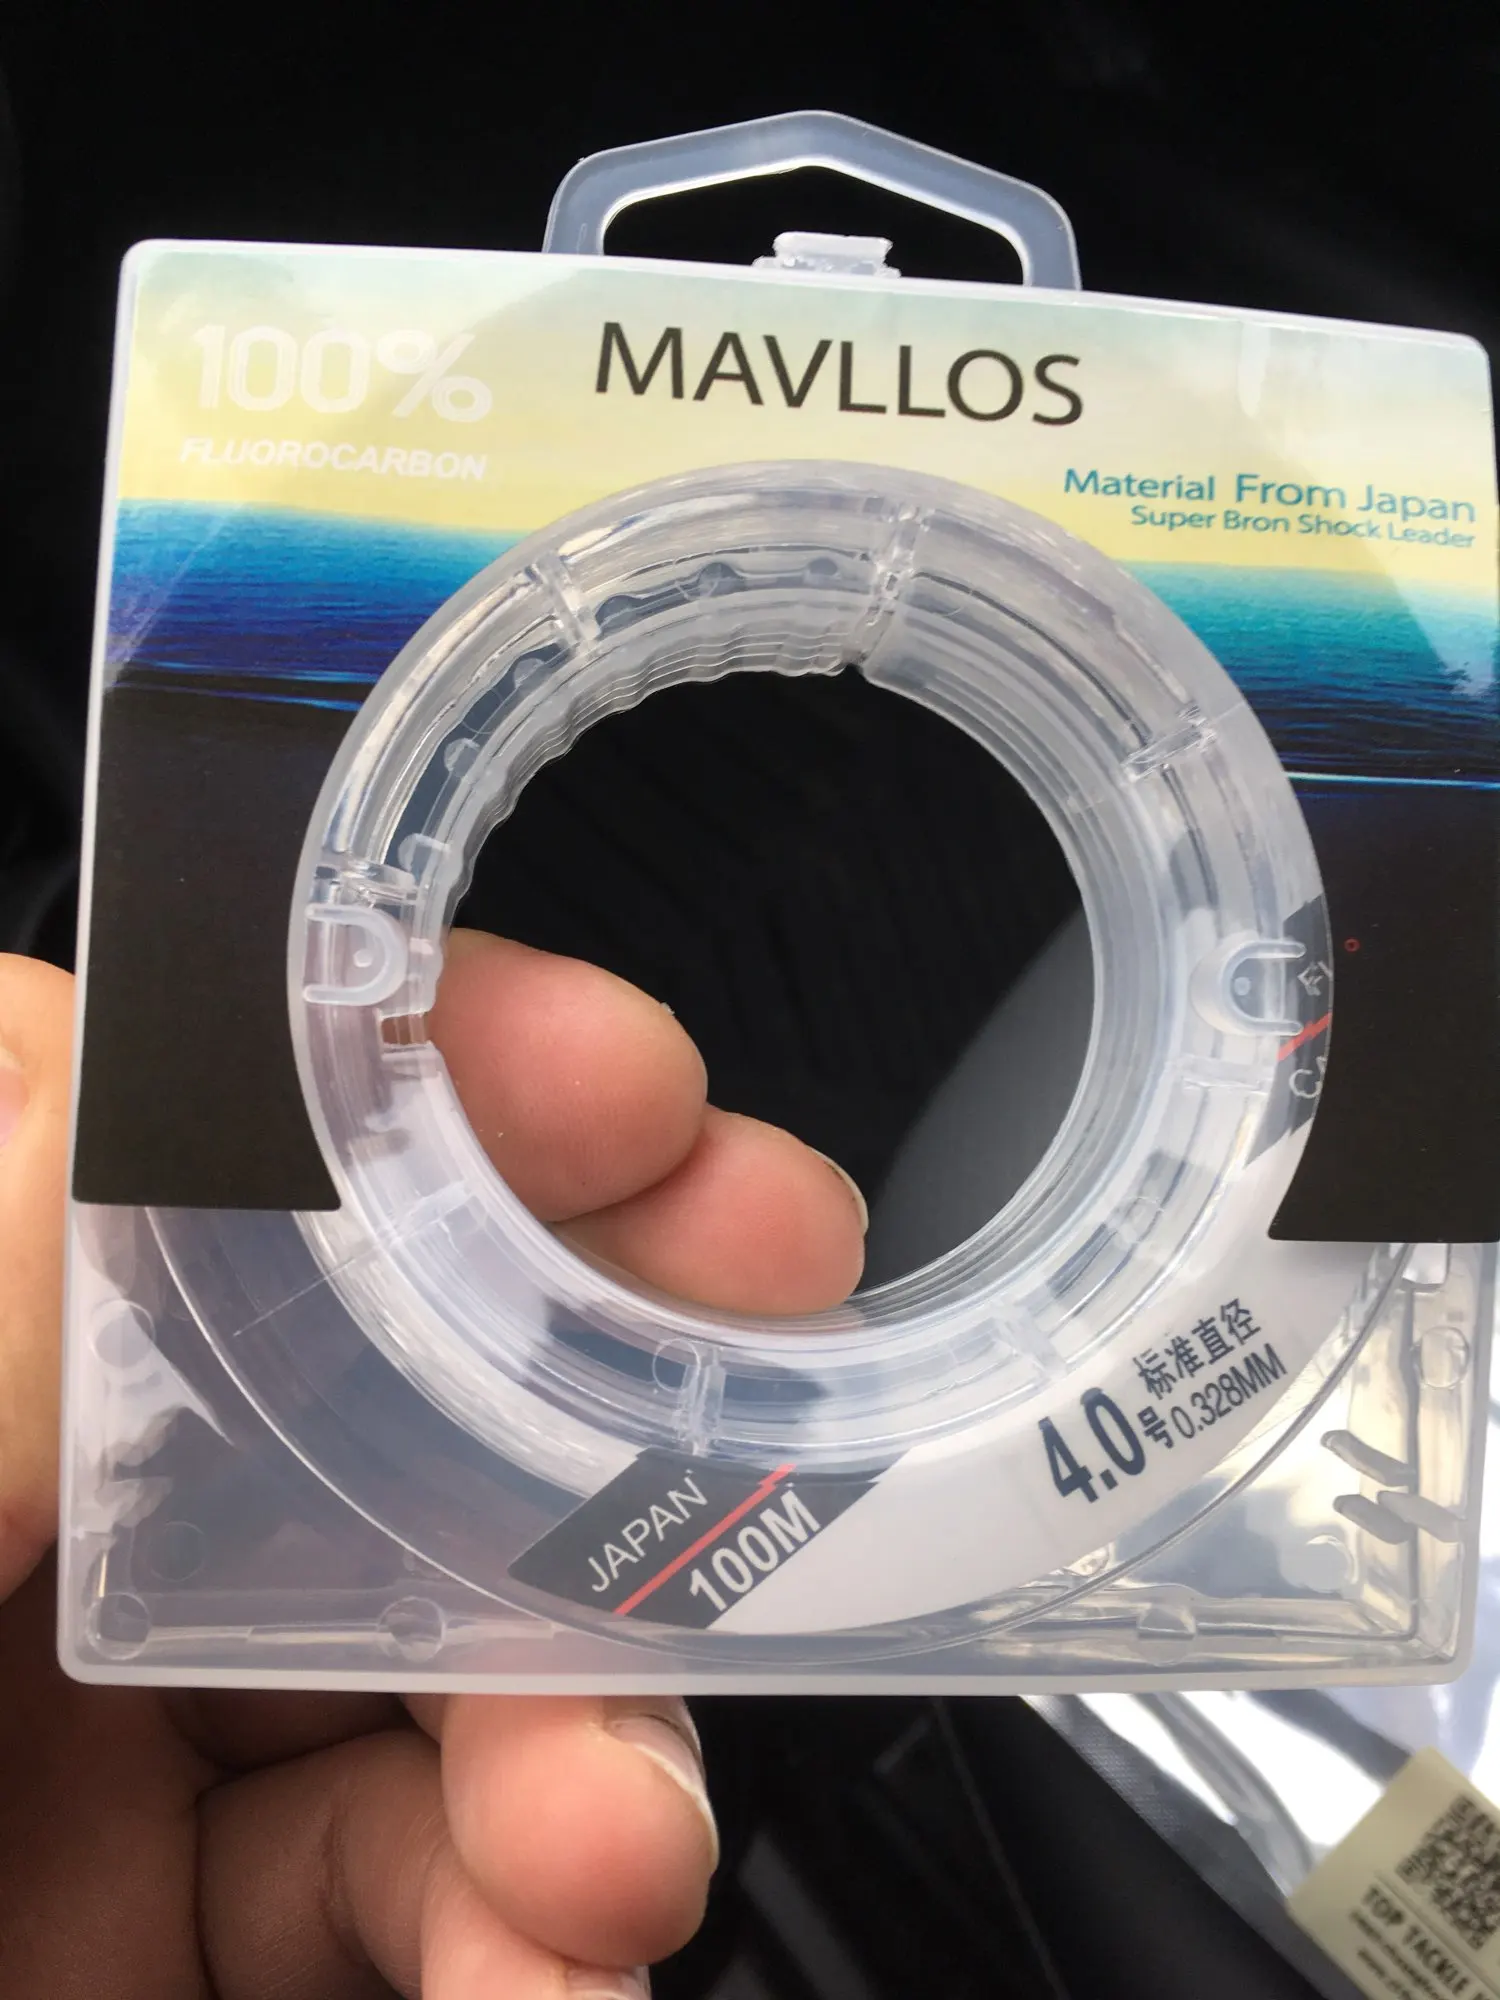 100%
FLUOROCARBON
MAVLLOS
Material From Japan
Super Bron Shock Leader
JAPAN
100M
4.0号
标准直径
0.328MM
TOP TACKLE